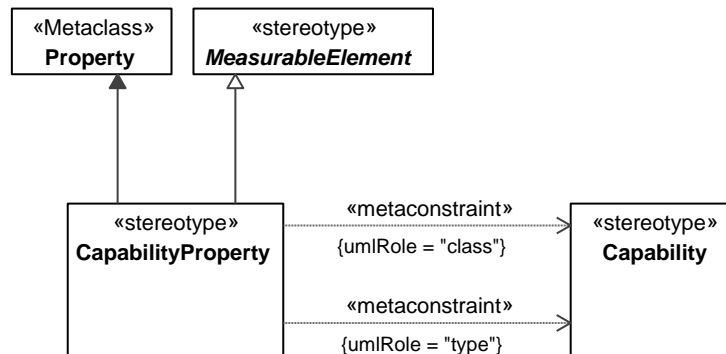 «Metaclass»
Property
«stereotype»
MeasurableElement
«stereotype»
CapabilityProperty
«metaconstraint»
{umlRole = "class"}
«metaconstraint»
{umlRole = "type"}
«stereotype»
Capability